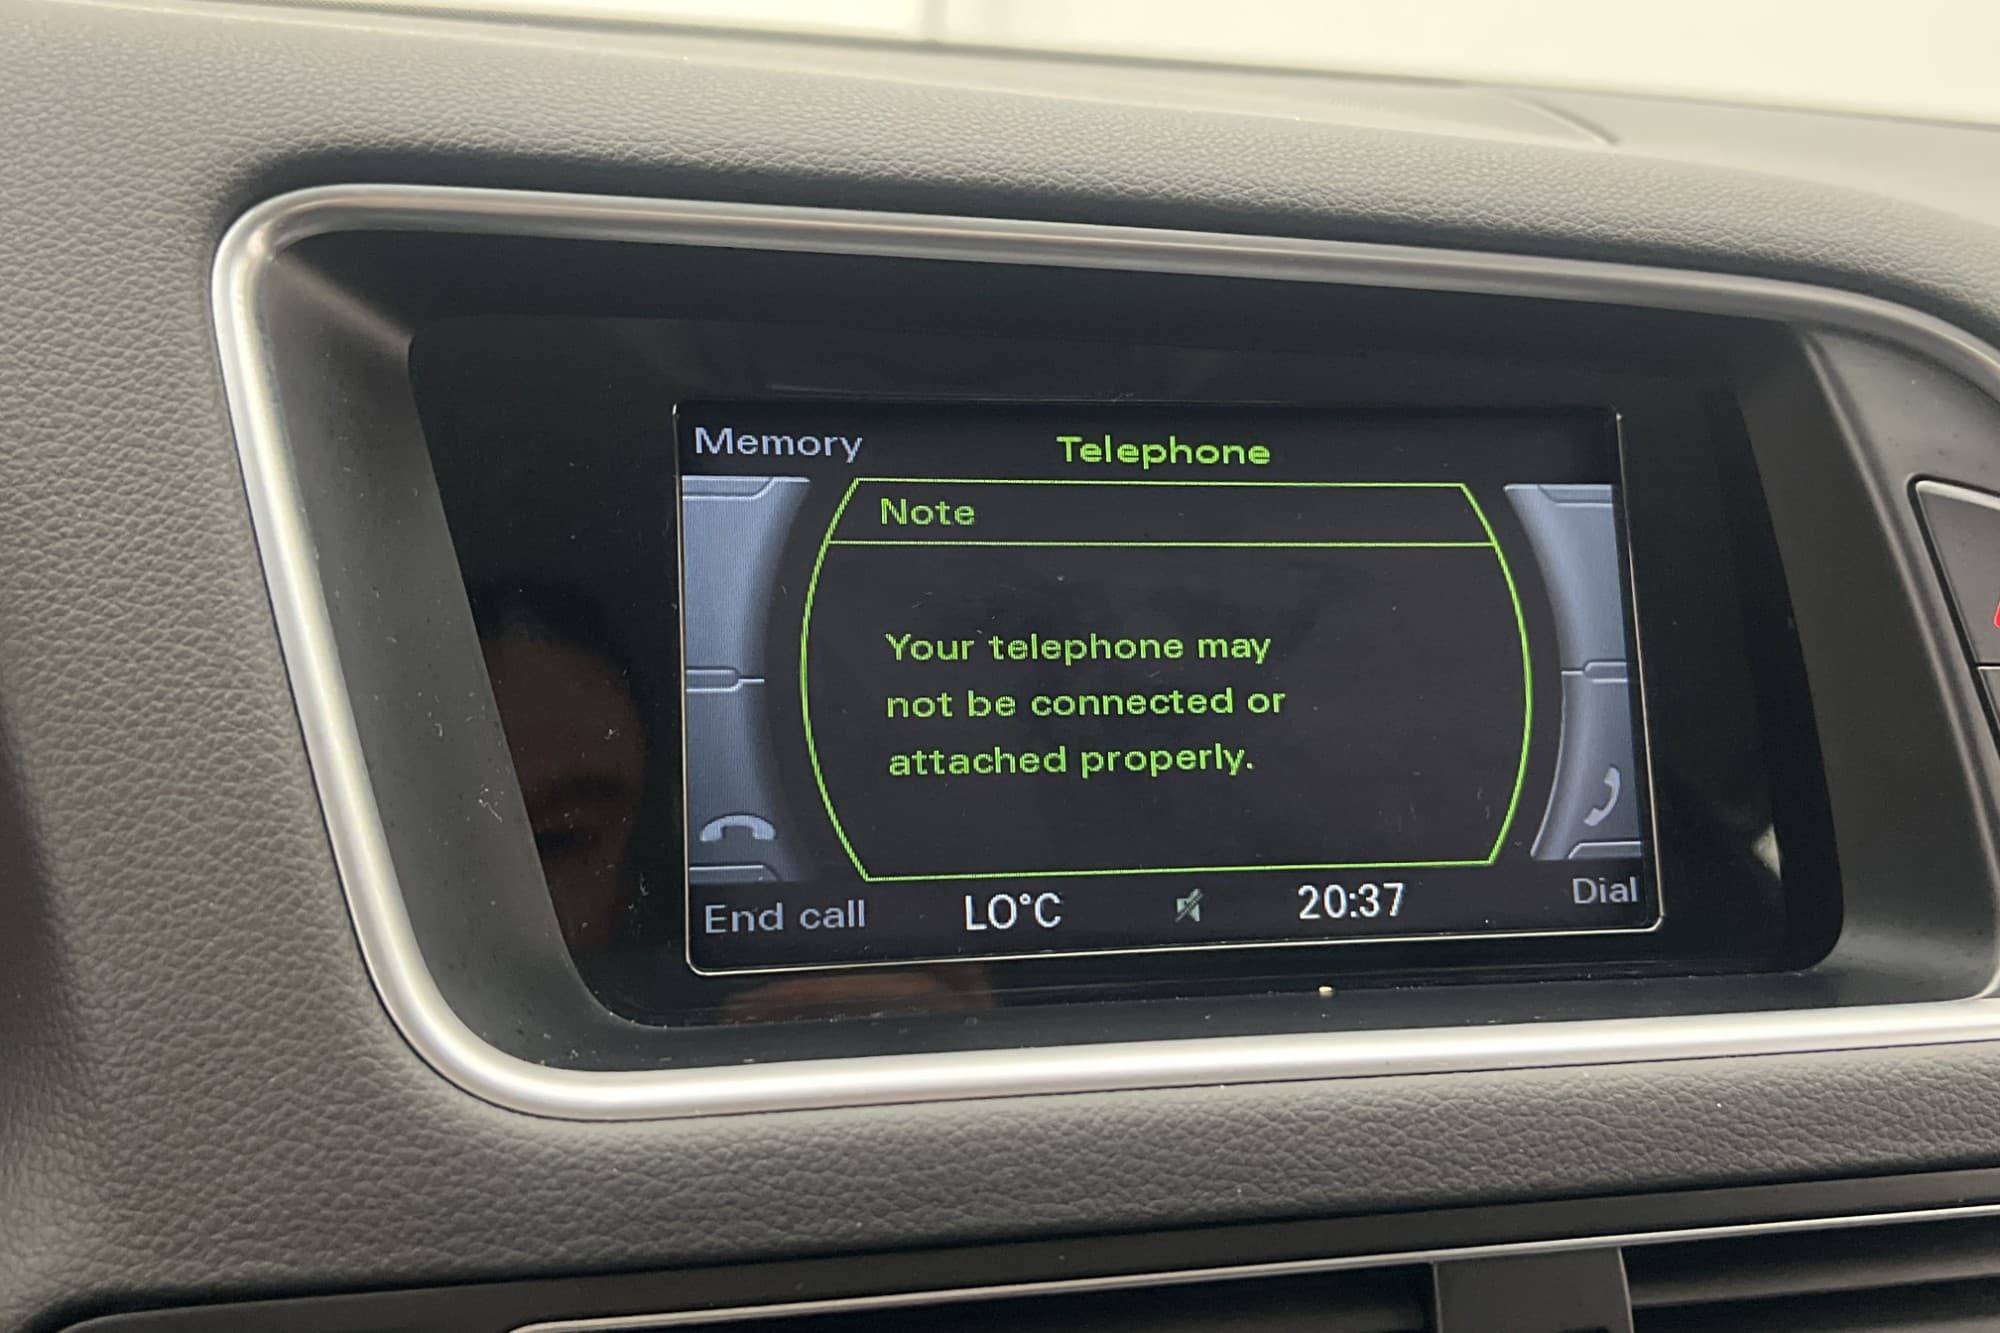 Memory
Telephone
Note
Your telephone may
not be connected or
attached properly.
End call
LO°C
20:37
Dial